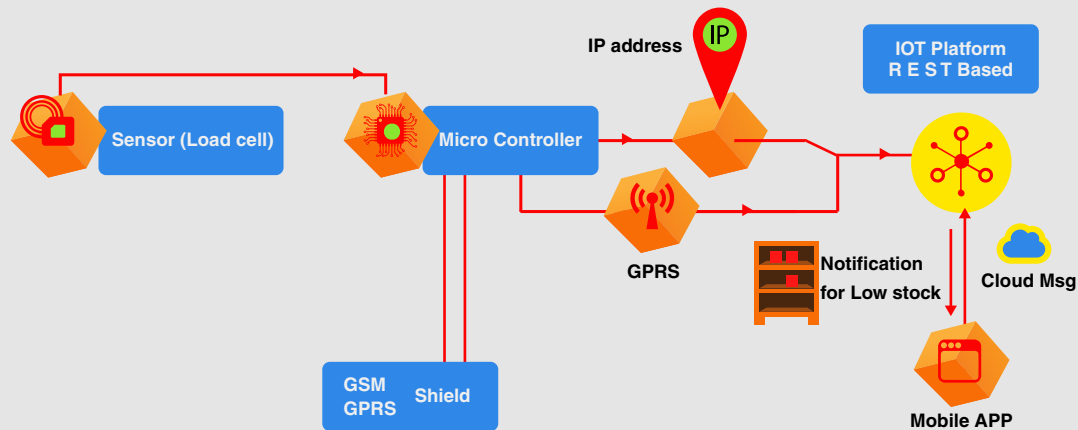 IP
IP address
IOT Platform
R E S T Based
Sensor (Load cell)
Micro Controller
GPRS
Notification
for Low stock
Cloud Msg
GSM
GPRS
Shield
Mobile APP